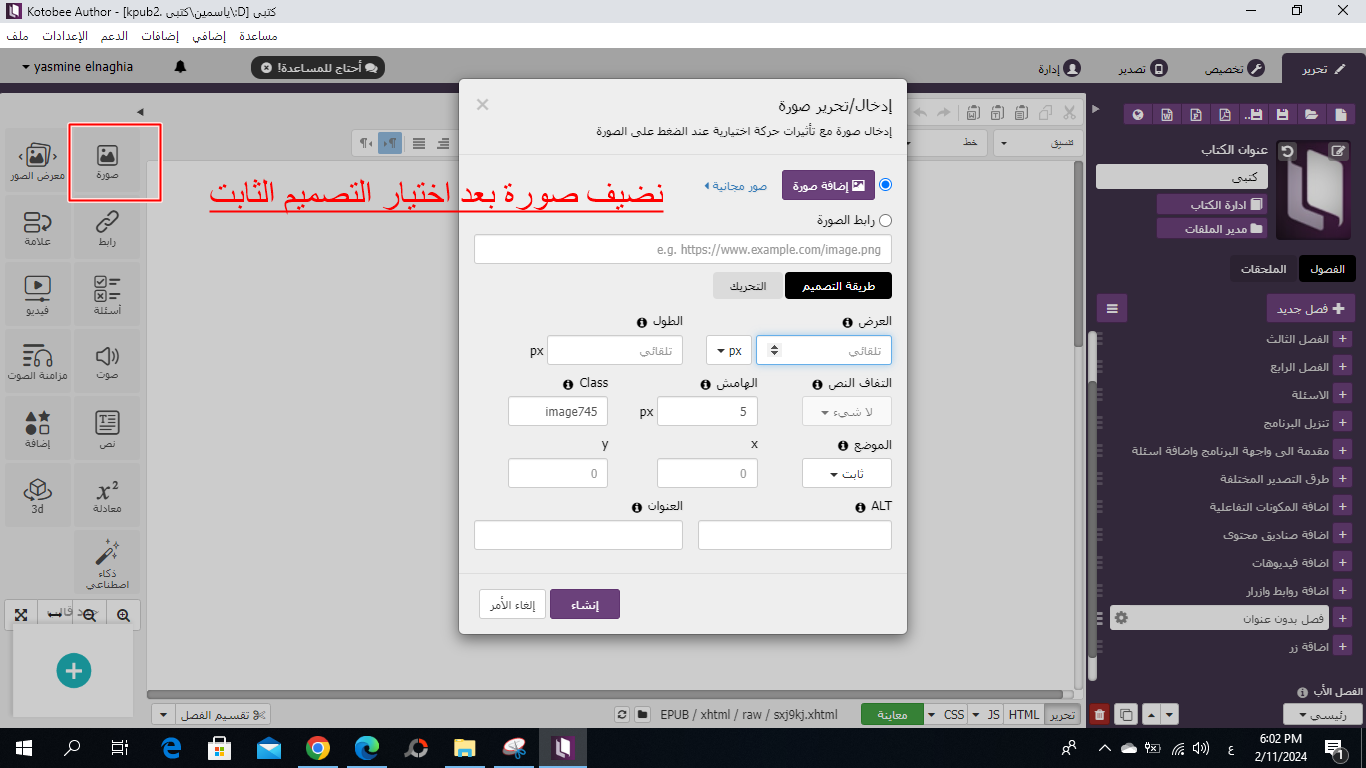 Kotobee Author - [kpub2. كتبى\ياسمين\:D] كتبى
ملف الإعدادات الدعم إضافات إضافي مساعدة
تحرير تخصيص تصدير إدارة
أحتاج للمساعدة!
yasmine elnaghia
عنوان الكتاب
كتبى
ادارة الكتاب
مدير الملفات
الفصول الملحقات
فصل جديد
الفصل الثالث
الفصل الرابع
الاسئلة
تنزيل البرنامج
مقدمة الى واجهة البرنامج واضافة اسئلة
طرق التصدير المختلفة
اضافة المكونات التفاعلية
اضافة صناديق محتوى
اضافة فيديوهات
اضافة روابط وازرار
فصل بدون عنوان
اضافة زر
الفصل الأب
رئيسي
تنسيق خط
إدخال/تحرير صورة
إدخال صورة مع تأثيرات حركة اختيارية عند الضغط على الصورة
إضافة صورة صور مجانية
رابط الصورة
e.g. https://www.example.com/image.png
طريقة التصميم التحريك
العرض الطول
تلقائي px تلقائي px
التفاف النص الهامش Class
لا شيء 5 px image745
الموضع x y
ثابت 0 0
ALT العنوان
إنشاء إلغاء الأمر
نضيف صورة بعد اختيار التصميم الثابت
صورة معرض الصور
رابط علامة
أسئلة فيديو
صوت مزامنة الصوت
نص إضافة
معادلة 3d
ذكاء اصطناعي
تحرير HTML JS CSS معاينة
EPUB / xhtml / raw / sxj9kj.xhtml
تقسيم الفصل
ع
6:02 PM
2/11/2024
1